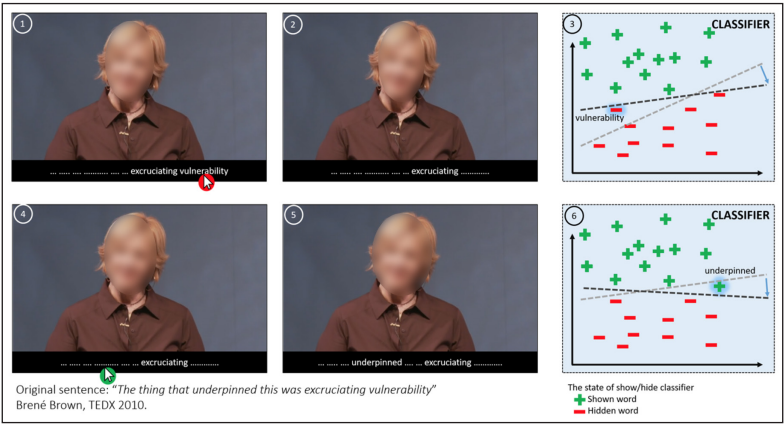 1
... ..... .... ............ .... ... excruciating vulnerability
2
... ..... .... ............ .... ... excruciating .............
3
CLASSIFIER
vulnerability
4
... ..... .... ............ .... ... excruciating .............
5
... ..... .... underpinned .... ... excruciating .............
6
CLASSIFIER
underpinned
Original sentence: “The thing that underpinned this was excruciating vulnerability”
Brené Brown, TEDX 2010.
The state of show/hide classifier
Shown word
Hidden word